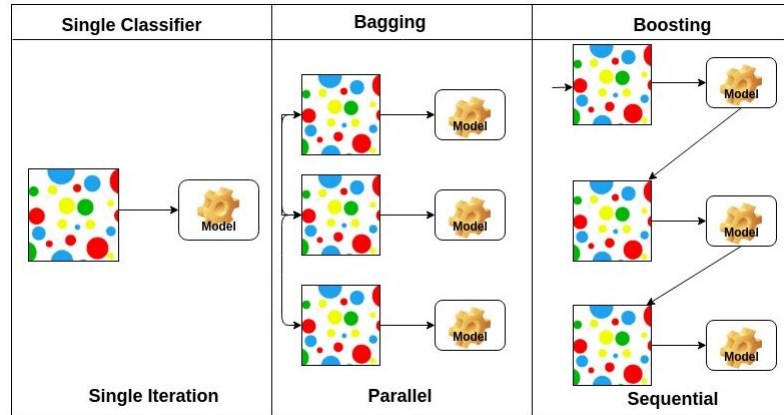 Single Classifier
Bagging
Boosting
Model
Model
Model
Model
Model
Model
Model
Single Iteration
Parallel
Sequential